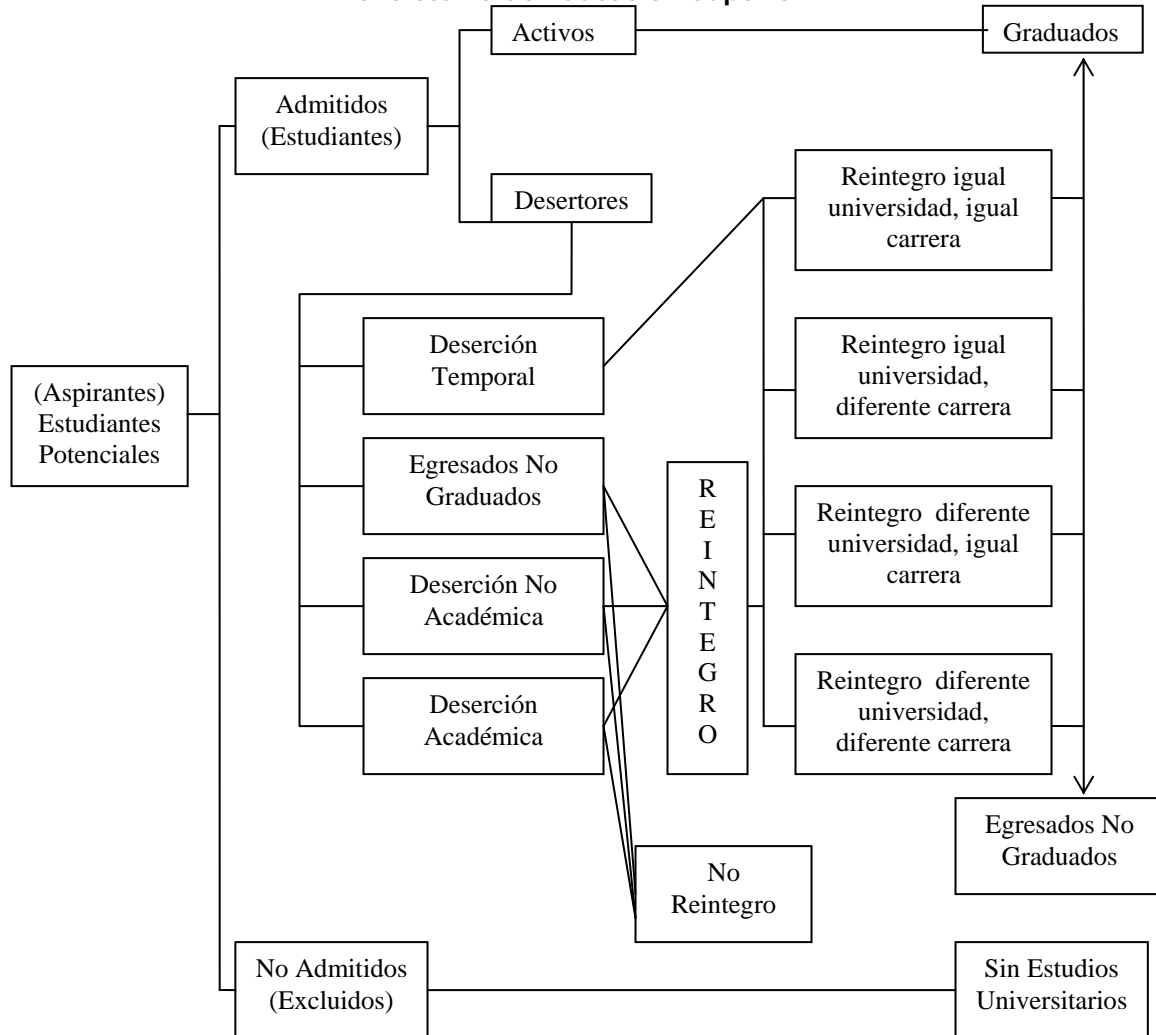 Activos
Graduados
Admitidos
(Estudiantes)
Desertores
Reintegro igual
universidad, igual
carrera
Deserción
Temporal
Reintegro igual
universidad,
diferente carrera
(Aspirantes)
Estudiantes
Potenciales
Egresados No
Graduados
R
E
I
N
T
E
G
R
O
Reintegro diferente
universidad, igual
carrera
Deserción No
Académica
Reintegro diferente
universidad,
diferente carrera
Deserción
Académica
Egresados No
Graduados
No
Reintegro
No Admitidos
(Excluidos)
Sin Estudios
Universitarios